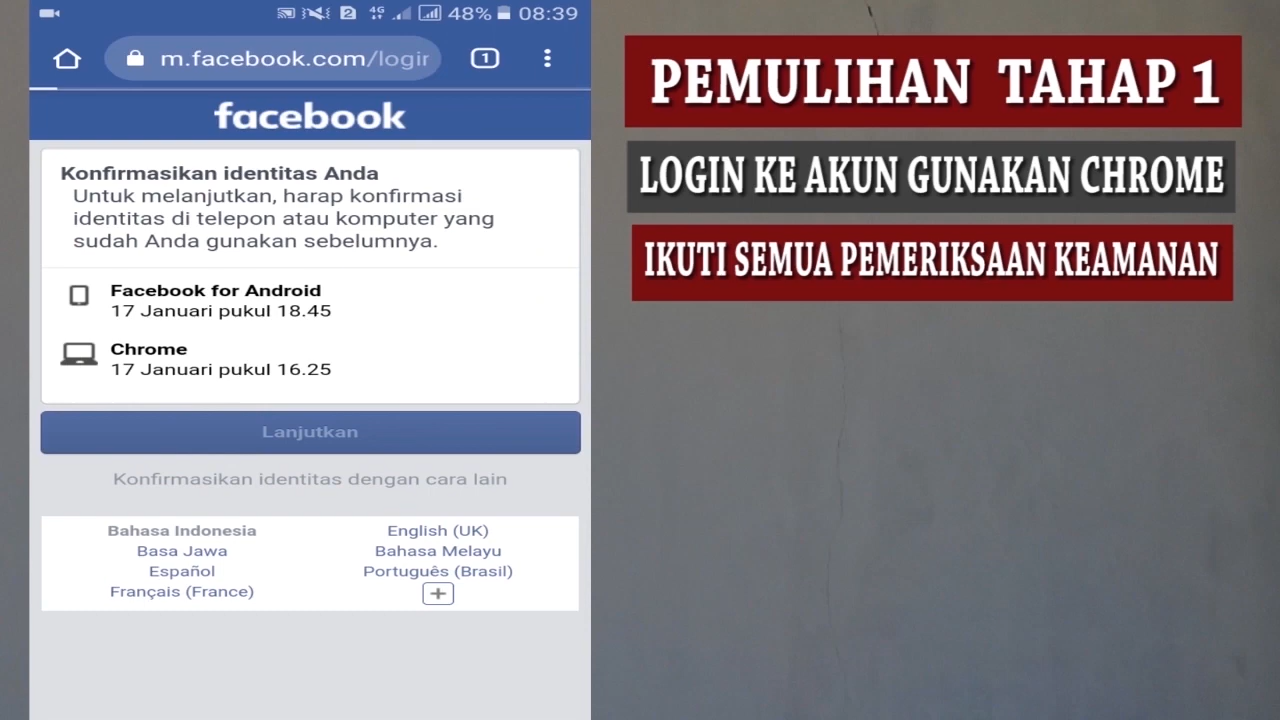 4G 48% 08:39
m.facebook.com/login
1
facebook
Konfirmasikan identitas Anda
Untuk melanjutkan, harap konfirmasi
identitas di telepon atau komputer yang
sudah Anda gunakan sebelumnya.
Facebook for Android
17 Januari pukul 18.45
Chrome
17 Januari pukul 16.25
Lanjutkan
Konfirmasikan identitas dengan cara lain
Bahasa Indonesia
English (UK)
Basa Jawa
Bahasa Melayu
Español
Português (Brasil)
Français (France)
+
PEMULIHAN TAHAP 1
LOGIN KE AKUN GUNAKAN CHROME
IKUTI SEMUA PEMERIKSAAN KEAMANAN